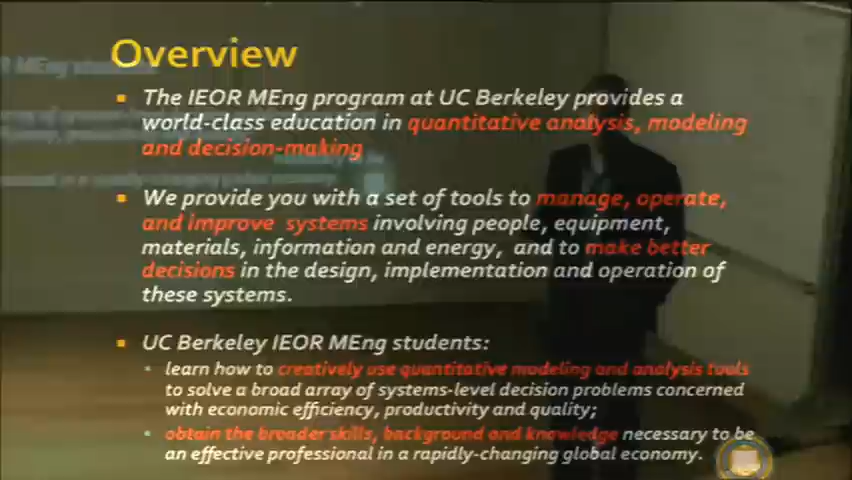 Overview
The IEOR MEng program at UC Berkeley provides a
world-class education in quantitative analysis, modeling
and decision-making
We provide you with a set of tools to manage, operate,
and improve systems involving people, equipment,
materials, information and energy, and to make better
decisions in the design, implementation and operation of
these systems.
UC Berkeley IEOR MEng students:
learn how to creatively use quantitative modeling and analysis tools
to solve a broad array of systems-level decision problems concerned
with economic efficiency, productivity and quality;
obtain the broader skills, background and knowledge necessary to be
an effective professional in a rapidly-changing global economy.